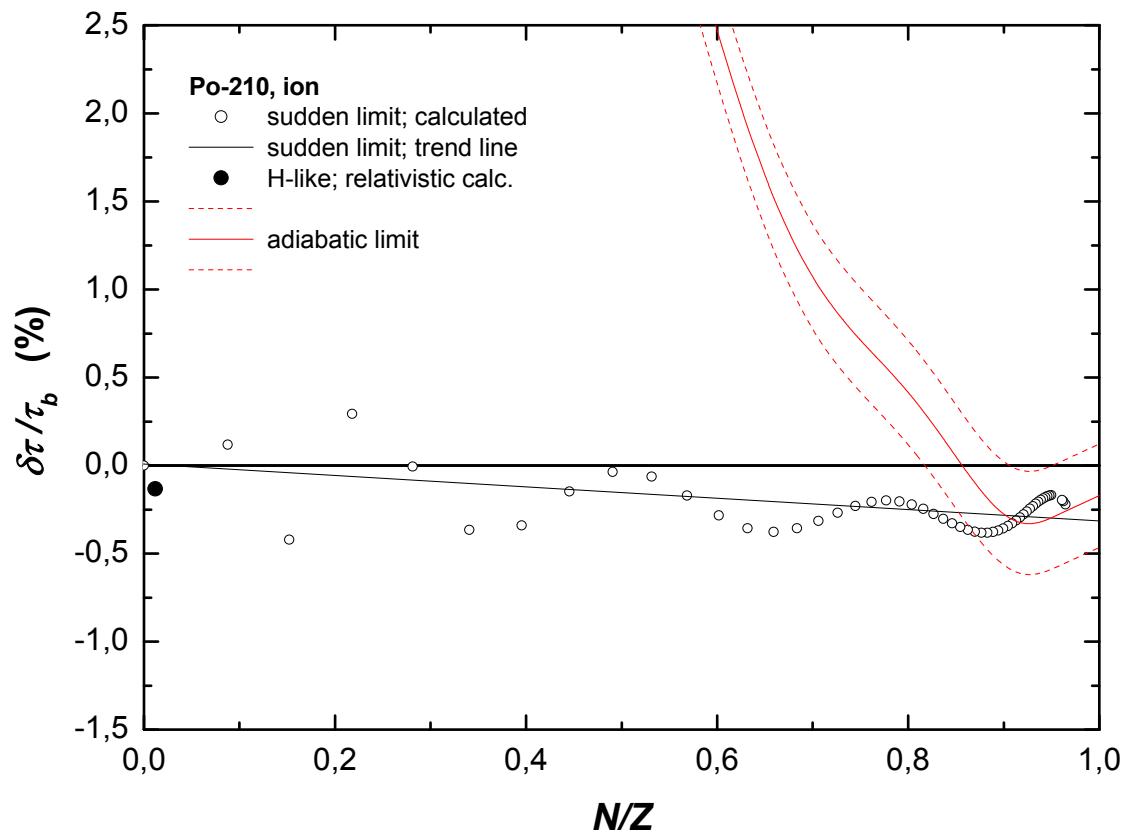 2,5
2,0
1,5
1,0
0,5
0,0
-0,5
-1,0
-1,5
δτ/τb (%)
Po-210, ion
sudden limit; calculated
sudden limit; trend line
H-like; relativistic calc.
adiabatic limit
0,0 0,2 0,4 0,6 0,8 1,0
N/Z